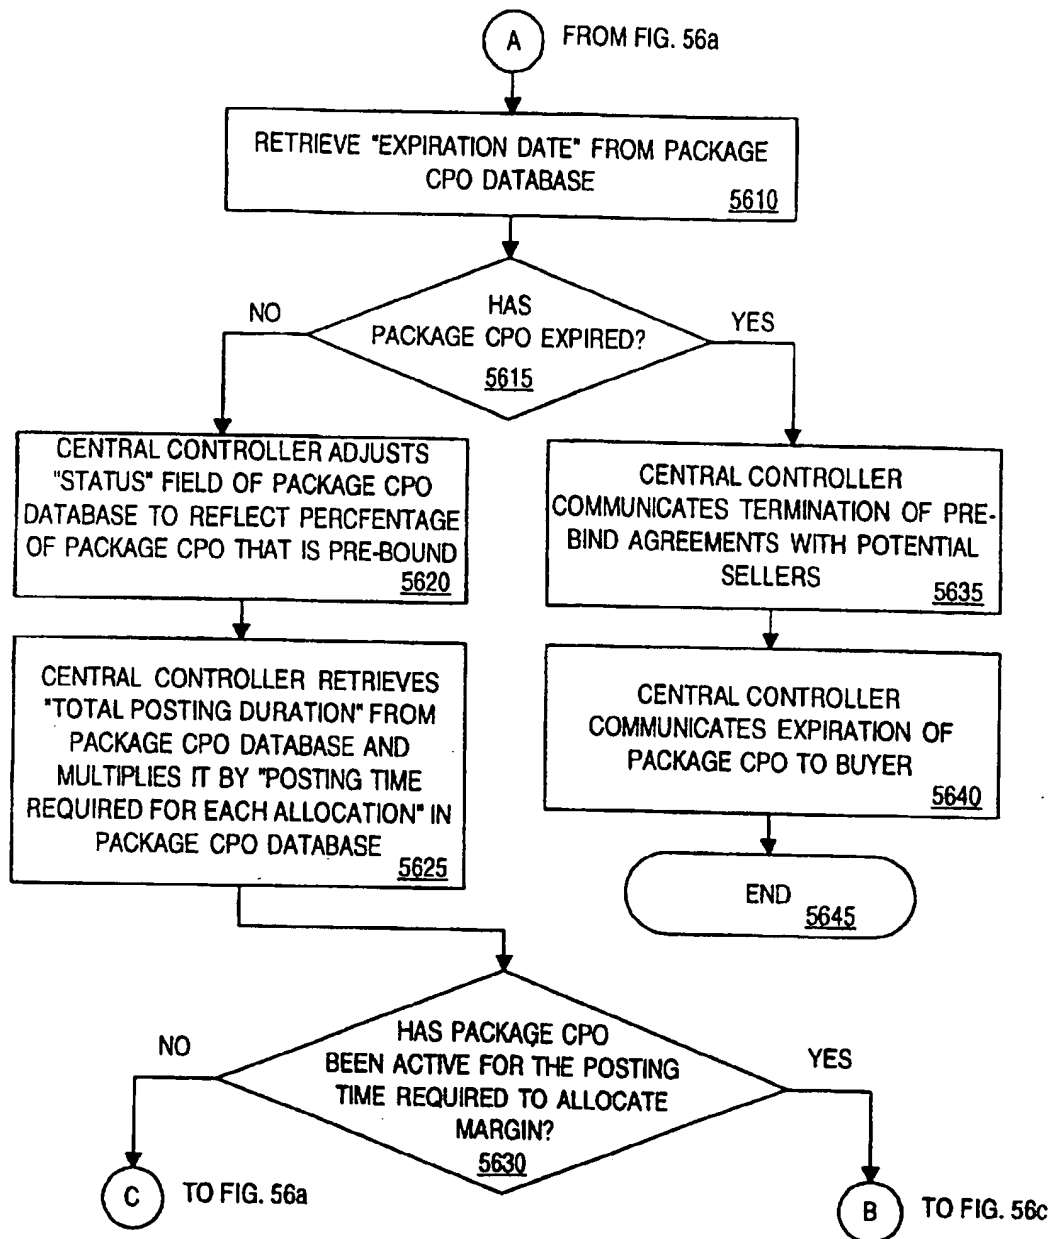 A FROM FIG. 56a
RETRIEVE "EXPIRATION DATE" FROM PACKAGE
CPO DATABASE
5610
HAS
PACKAGE CPO EXPIRED?
5615
NO
YES
CENTRAL CONTROLLER ADJUSTS
"STATUS" FIELD OF PACKAGE CPO
DATABASE TO REFLECT PERCFENTAGE
OF PACKAGE CPO THAT IS PRE-BOUND
5620
CENTRAL CONTROLLER
COMMUNICATES TERMINATION OF PRE-
BIND AGREEMENTS WITH POTENTIAL
SELLERS
5635
CENTRAL CONTROLLER RETRIEVES
"TOTAL POSTING DURATION" FROM
PACKAGE CPO DATABASE AND
MULTIPLIES IT BY "POSTING TIME
REQUIRED FOR EACH ALLOCATION" IN
PACKAGE CPO DATABASE
5625
CENTRAL CONTROLLER
COMMUNICATES EXPIRATION OF
PACKAGE CPO TO BUYER
5640
END
5645
HAS PACKAGE CPO
BEEN ACTIVE FOR THE POSTING
TIME REQUIRED TO ALLOCATE
MARGIN?
5630
NO
YES
C TO FIG. 56a
B TO FIG. 56c